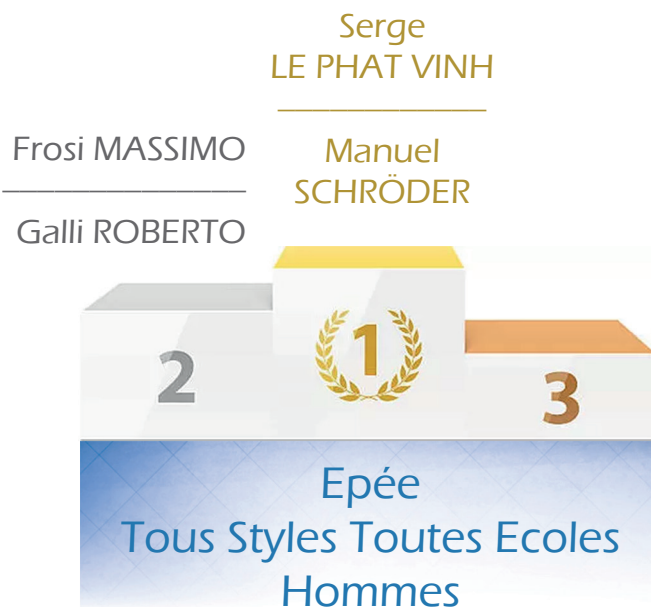 Serge
LE PHAT VINH
Manuel
SCHRÖDER
Frosi MASSIMO
Galli ROBERTO
1
2
3
Epée
Tous Styles Toutes Ecoles
Hommes